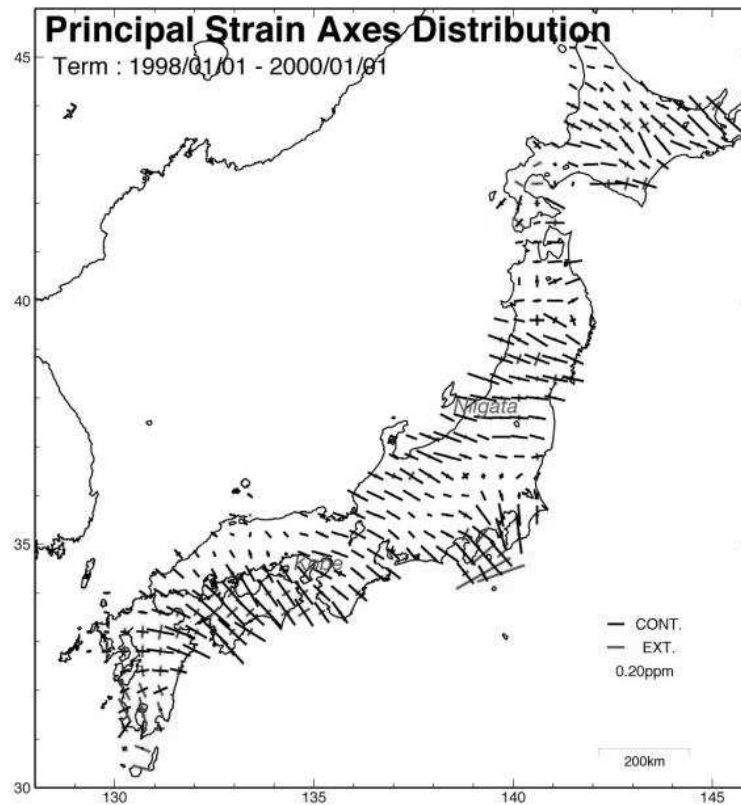 Principal Strain Axes Distribution
Term : 1998/01/01 - 2000/01/01
45
40
Niigata
35
Kobe
CONT.
EXT.
0.20ppm
200km
30
130
135
140
145